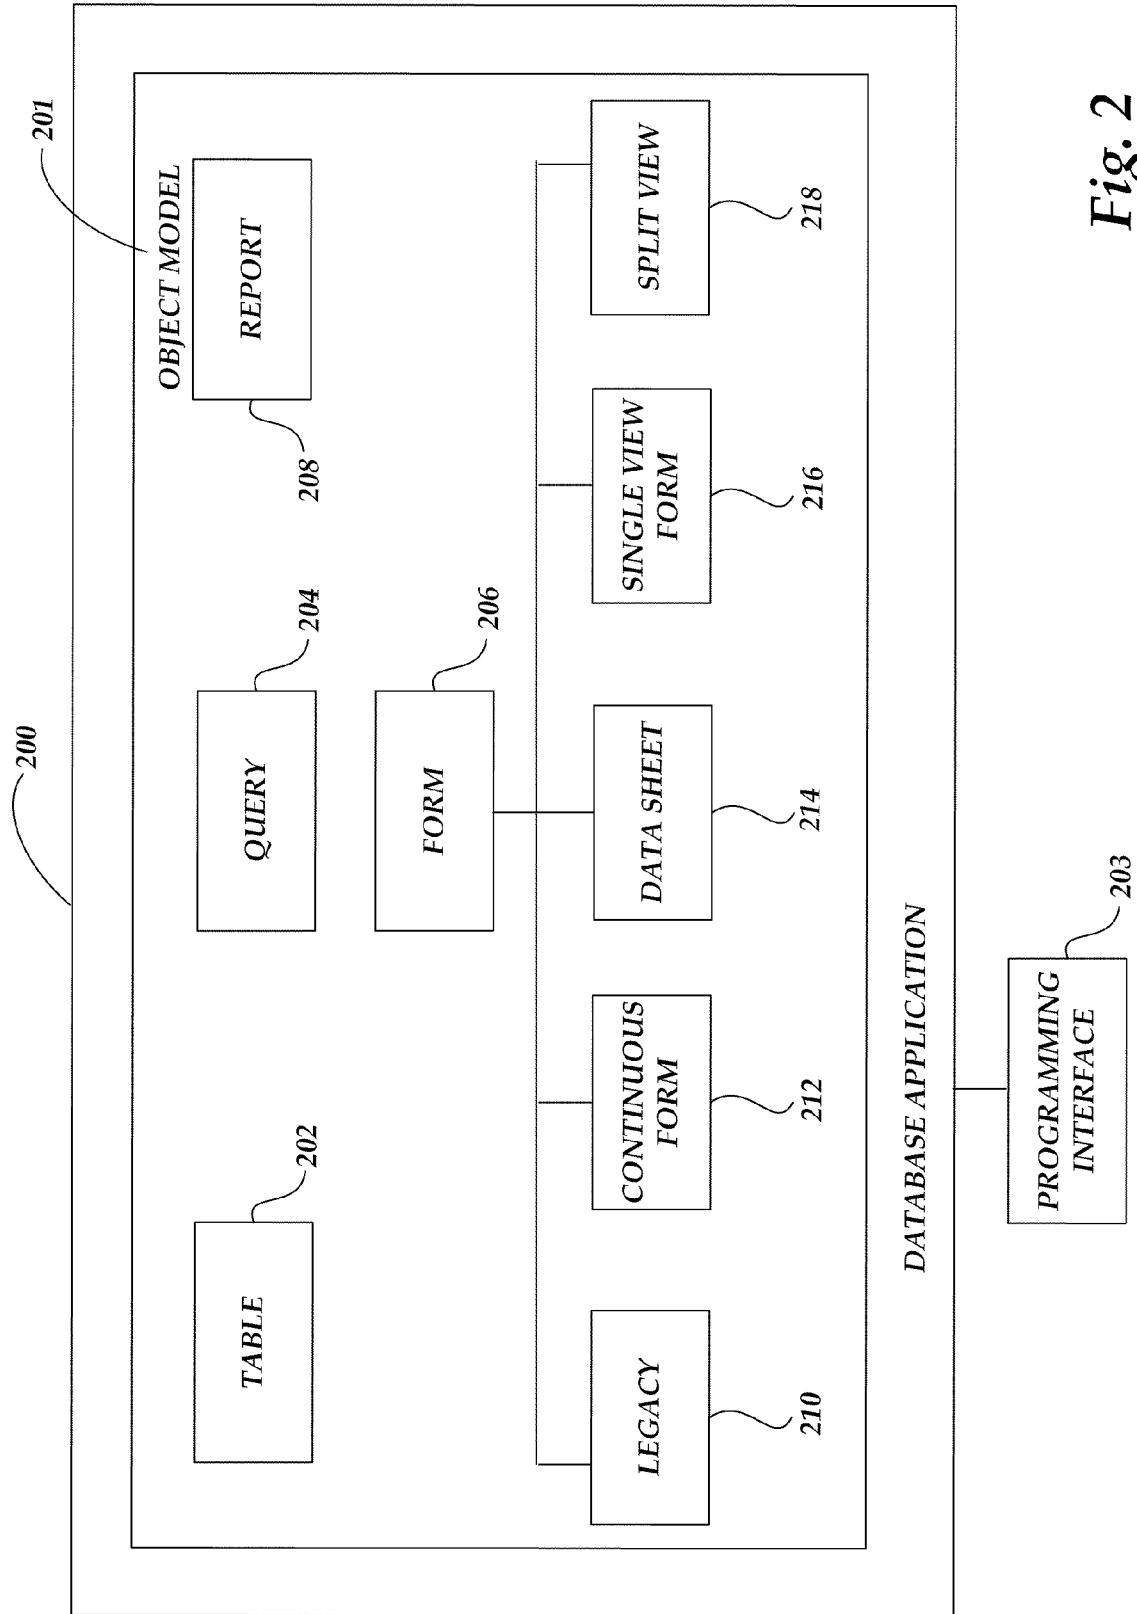 200
201
OBJECT MODEL
TABLE
202
QUERY
204
REPORT
208
FORM
206
LEGACY
210
CONTINUOUS
FORM
212
DATA SHEET
214
SINGLE VIEW
FORM
216
SPLIT VIEW
218
DATABASE APPLICATION
PROGRAMMING
INTERFACE
203
Fig. 2